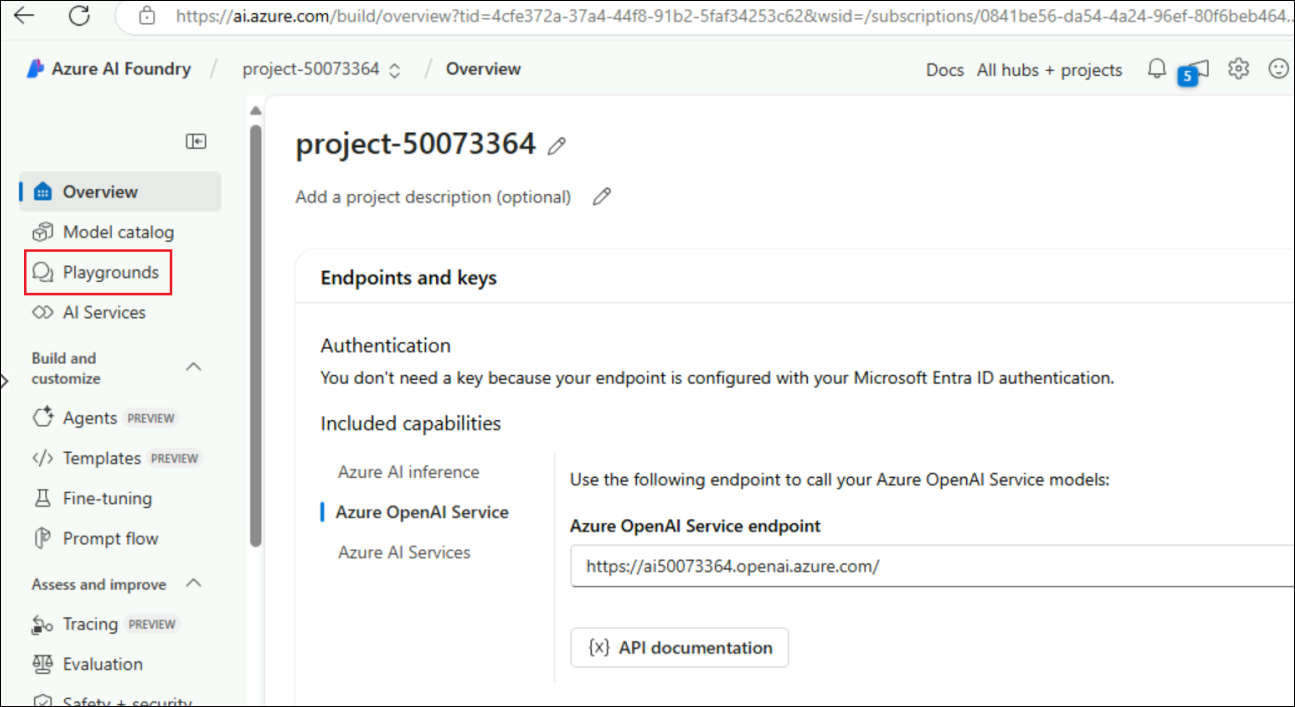 https://ai.azure.com/build/overview?tid=4cfe372a-37a4-44f8-91b2-5faf34253c62&wsid=/subscriptions/0841be56-da54-4a24-96ef-80f6beb464...
Azure AI Foundry / project-50073364 / Overview
Docs All hubs + projects 5
project-50073364
Add a project description (optional)
Overview
Model catalog
Playgrounds
AI Services
Build and
customize
Agents PREVIEW
Templates PREVIEW
Fine-tuning
Prompt flow
Assess and improve
Tracing PREVIEW
Evaluation
Safety + security
Endpoints and keys
Authentication
You don't need a key because your endpoint is configured with your Microsoft Entra ID authentication.
Included capabilities
Azure AI inference
Azure OpenAI Service
Azure AI Services
Use the following endpoint to call your Azure OpenAI Service models:
Azure OpenAI Service endpoint
https://ai50073364.openai.azure.com/
{x} API documentation